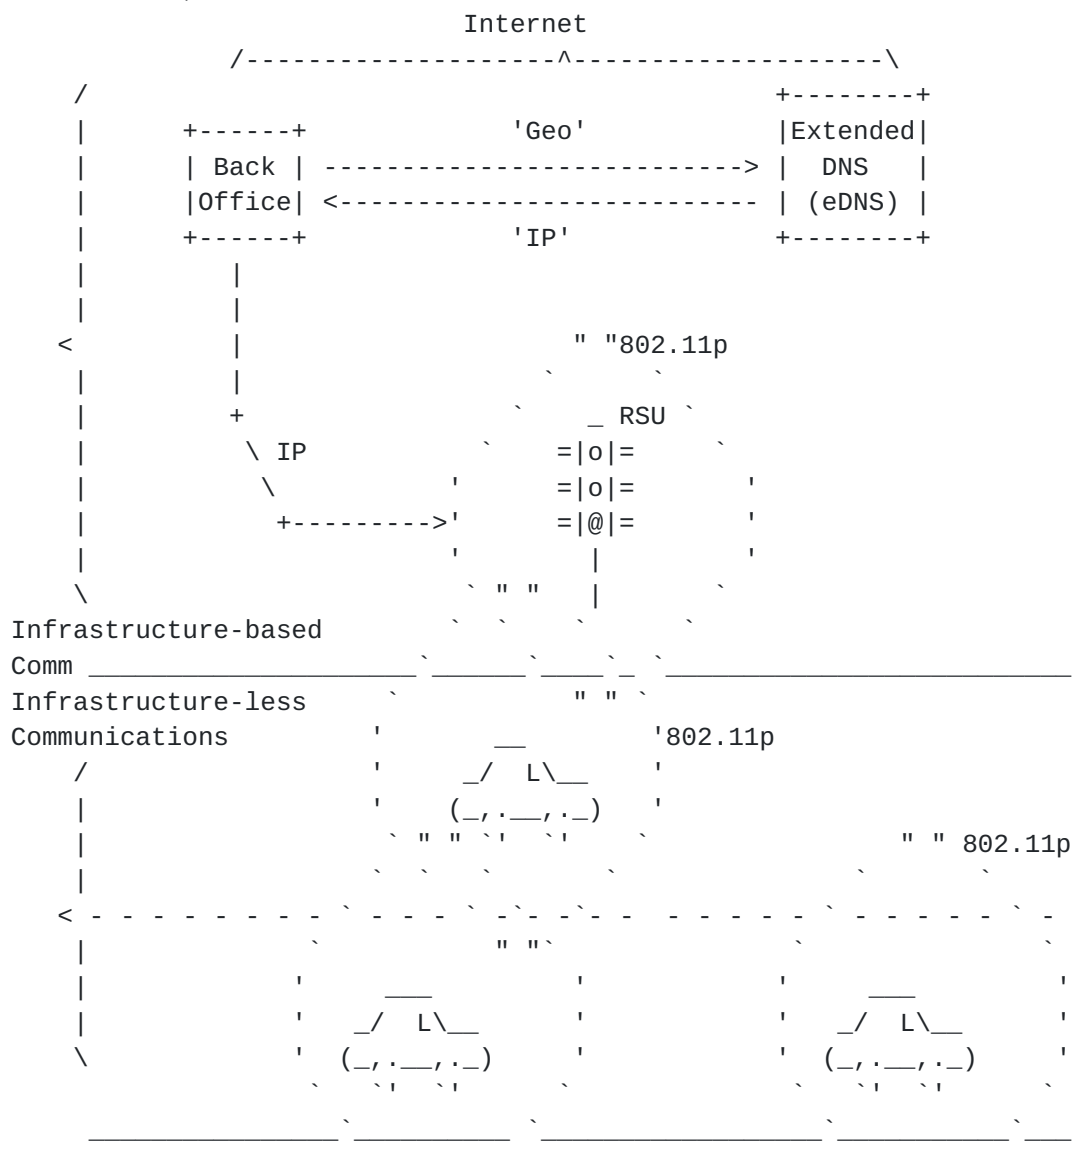 Internet
'Geo' Extended
Back DNS
Office (eDNS)
'IP'
802.11p
RSU
IP
Infrastructure-based
Comm
Infrastructure-less
Communications 802.11p
802.11p